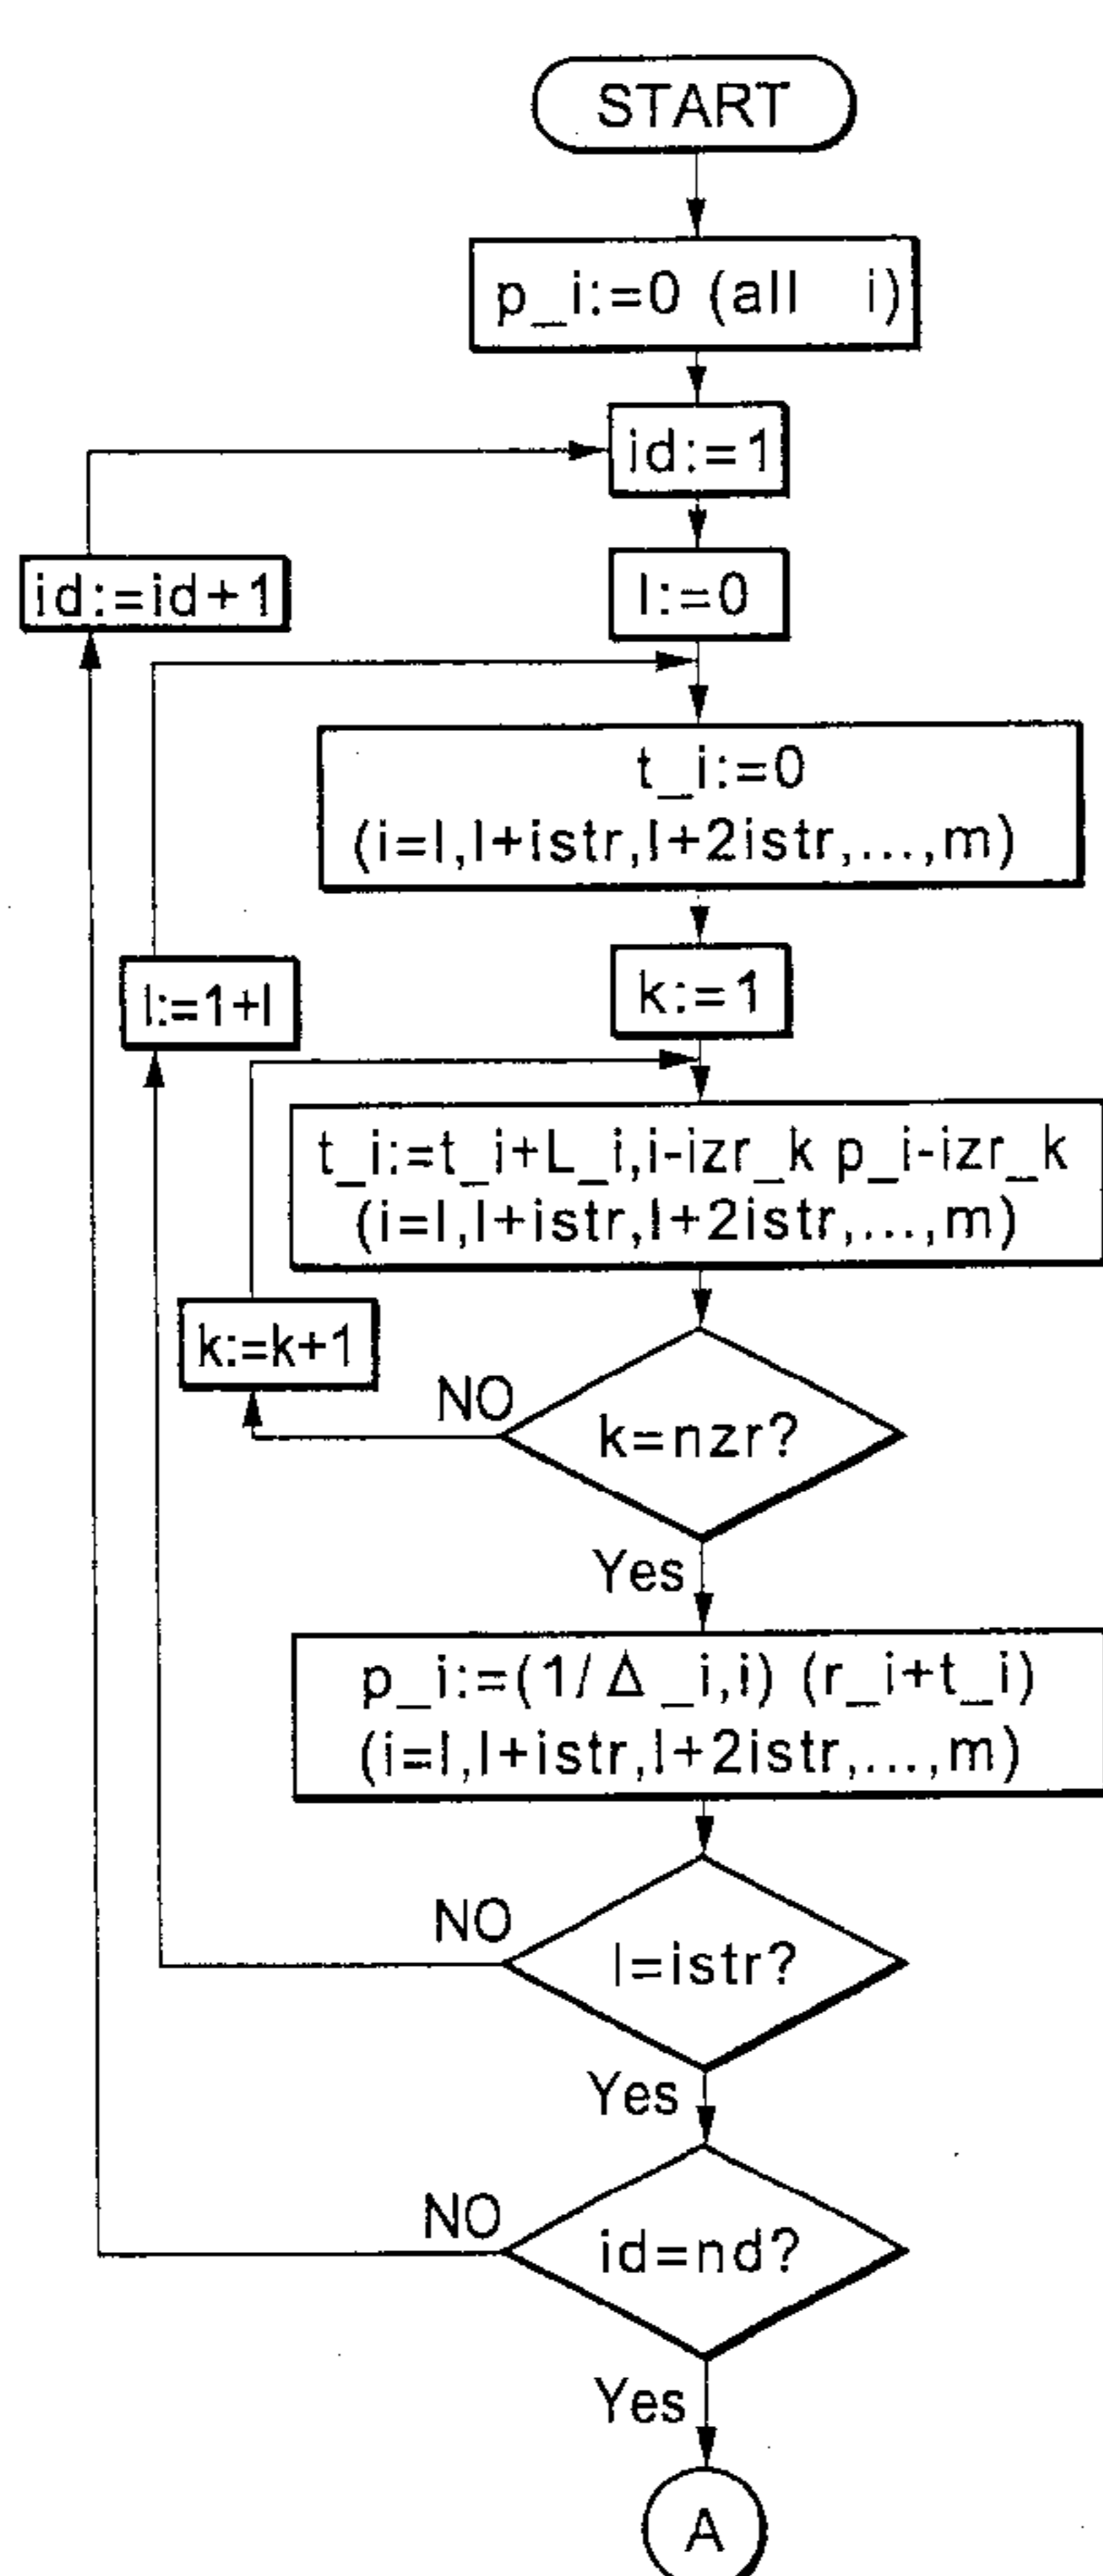 START
p_i:=0 (all i)
id:=1
id:=id+1
l:=0
t_i:=0
(i=l,l+istr,l+2istr,...,m)
l:=1+l
k:=1
t_i:=t_i+L_i,i-izr_k p_i-izr_k
(i=l,l+istr,l+2istr,...,m)
k:=k+1
NO
k=nzr?
Yes
p_i:=(1/Δ_i,i) (r_i+t_i)
(i=l,l+istr,l+2istr,...,m)
NO
l=istr?
Yes
NO
id=nd?
Yes
A